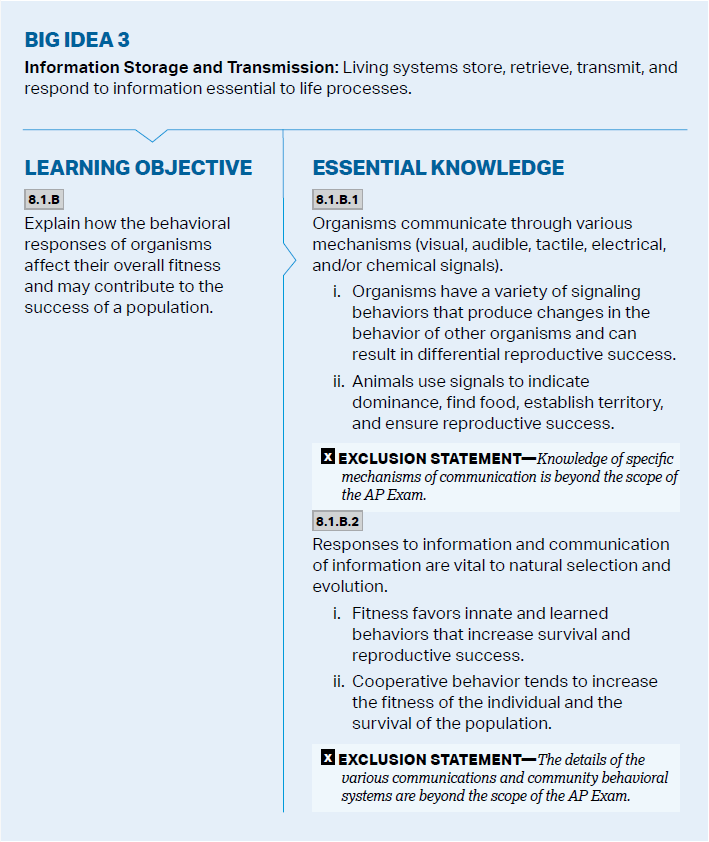 BIG IDEA 3
Information Storage and Transmission: Living systems store, retrieve, transmit, and
respond to information essential to life processes.
LEARNING OBJECTIVE
8.1.B
Explain how the behavioral
responses of organisms
affect their overall fitness
and may contribute to the
success of a population.
ESSENTIAL KNOWLEDGE
8.1.B.1
Organisms communicate through various
mechanisms (visual, audible, tactile, electrical,
and/or chemical signals).
i. Organisms have a variety of signaling
behaviors that produce changes in the
behavior of other organisms and can
result in differential reproductive success.
ii. Animals use signals to indicate
dominance, find food, establish territory,
and ensure reproductive success.
X EXCLUSION STATEMENT—Knowledge of specific
mechanisms of communication is beyond the scope of
the AP Exam.
8.1.B.2
Responses to information and communication
of information are vital to natural selection and
evolution.
i. Fitness favors innate and learned
behaviors that increase survival and
reproductive success.
ii. Cooperative behavior tends to increase
the fitness of the individual and the
survival of the population.
X EXCLUSION STATEMENT—The details of the
various communications and community behavioral
systems are beyond the scope of the AP Exam.